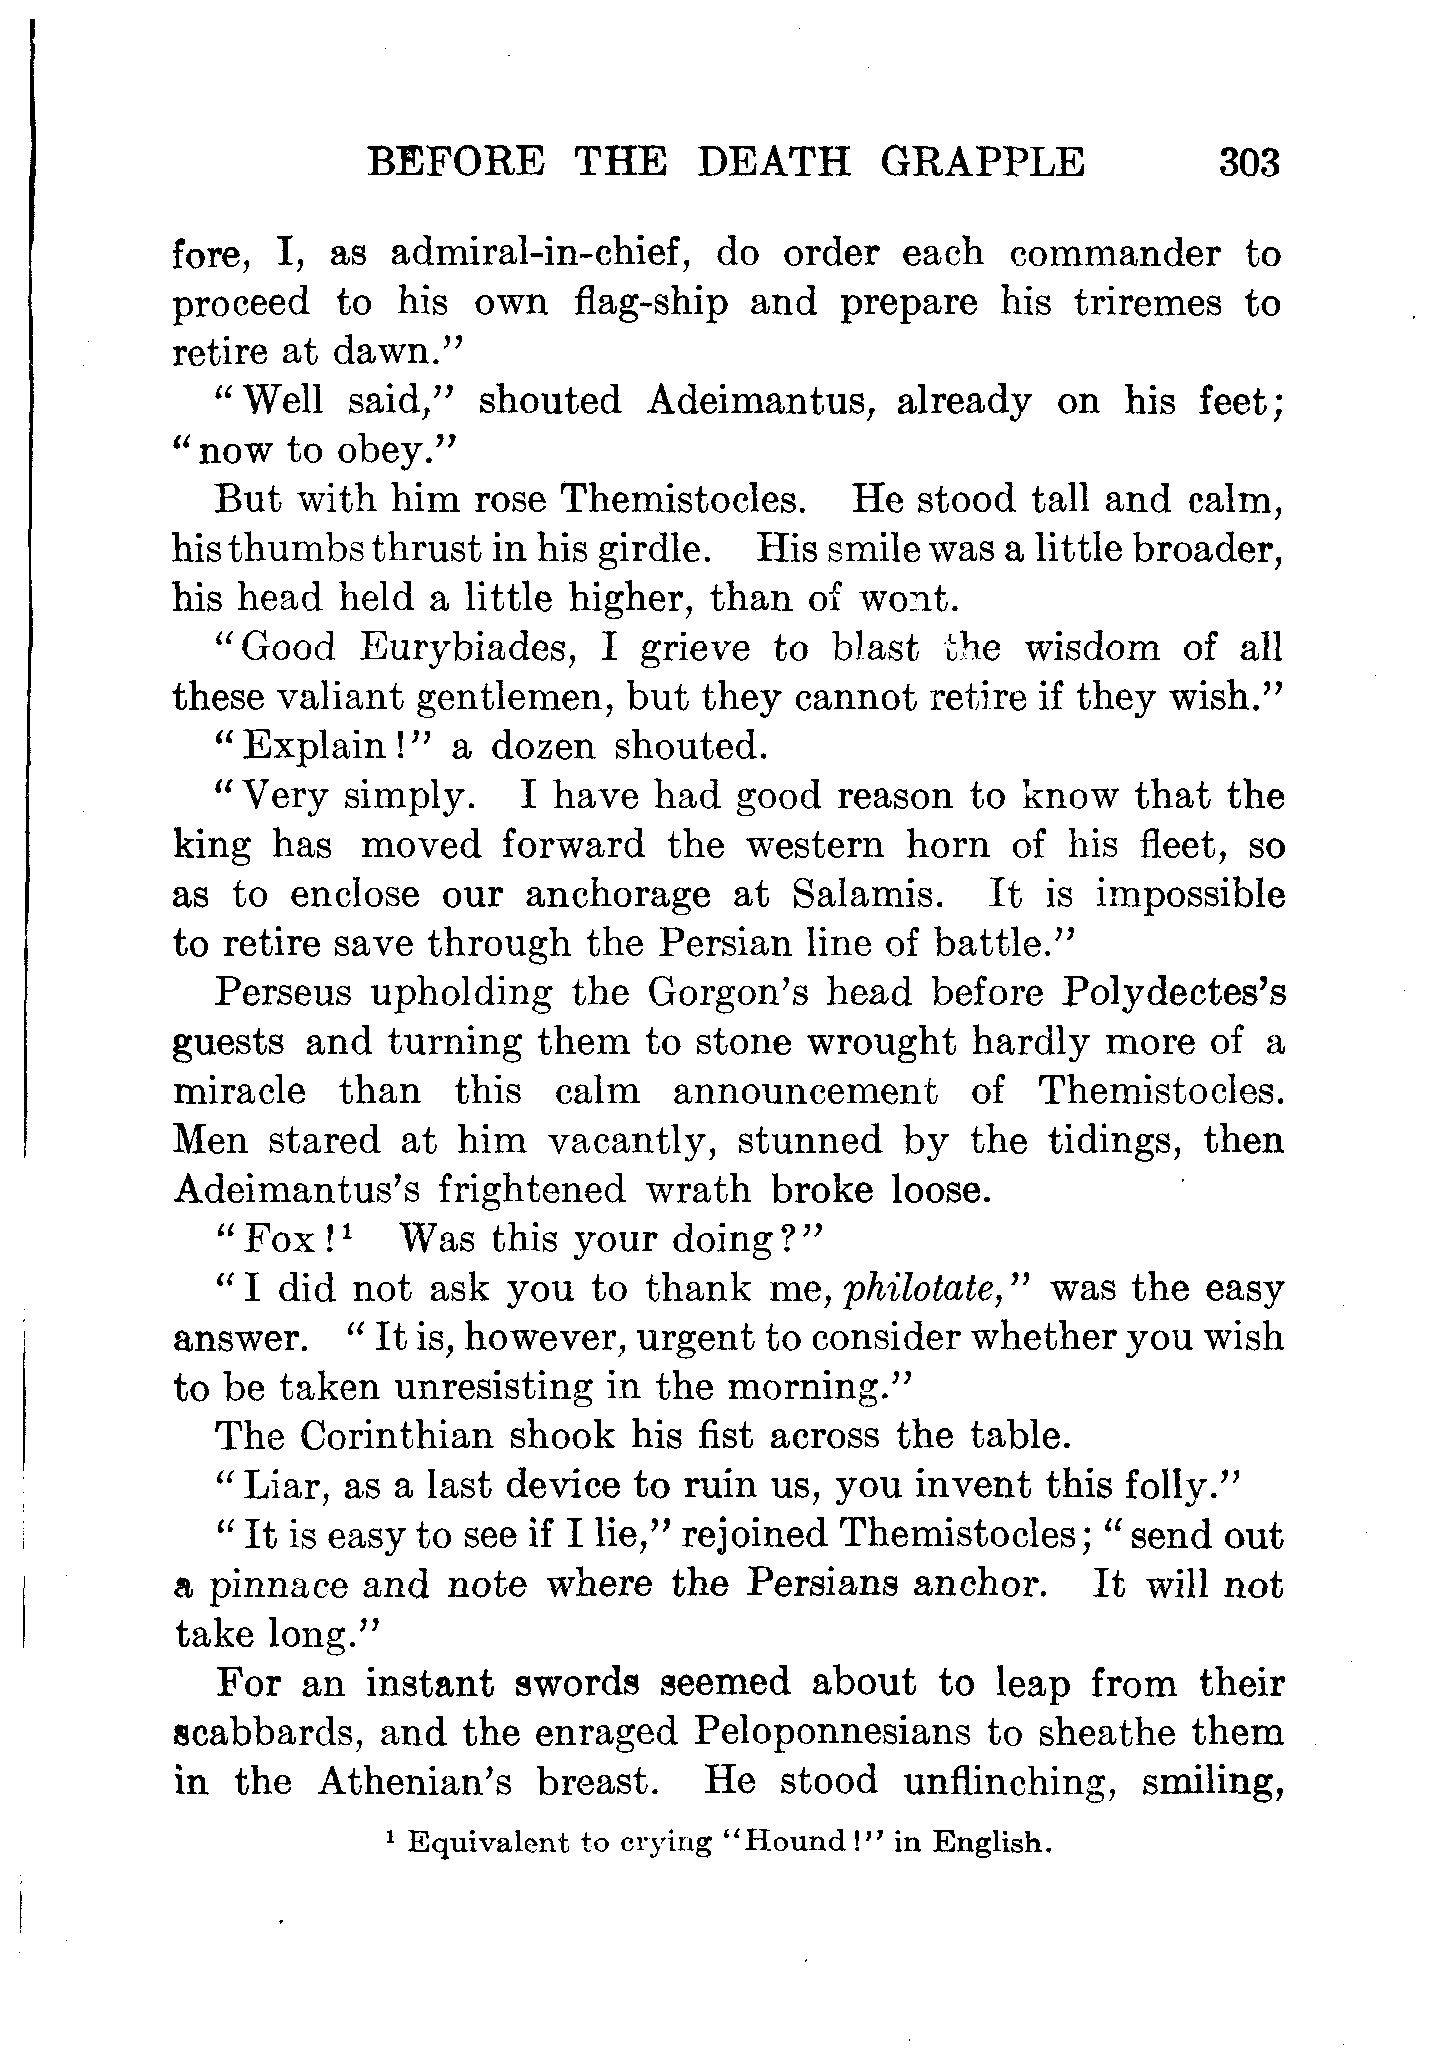 BEFORE THE DEATH GRAPPLE 303
fore, I, as admiral-in-chief, do order each commander to
proceed to his own flag-ship and prepare his triremes to
retire at dawn."
"Well said," shouted Adeimantus, already on his feet;
"now to obey."
But with him rose Themistocles. He stood tall and calm,
his thumbs thrust in his girdle. His smile was a little broader,
his head held a little higher, than of wont.
"Good Eurybiades, I grieve to blast the wisdom of all
these valiant gentlemen, but they cannot retire if they wish."
"Explain!" a dozen shouted.
"Very simply. I have had good reason to know that the
king has moved forward the western horn of his fleet, so
as to enclose our anchorage at Salamis. It is impossible
to retire save through the Persian line of battle."
Perseus upholding the Gorgon's head before Polydectes's
guests and turning them to stone wrought hardly more of a
miracle than this calm announcement of Themistocles.
Men stared at him vacantly, stunned by the tidings, then
Adeimantus's frightened wrath broke loose.
"Fox!¹ Was this your doing?"
"I did not ask you to thank me, philotate," was the easy
answer. "It is, however, urgent to consider whether you wish
to be taken unresisting in the morning."
The Corinthian shook his fist across the table.
"Liar, as a last device to ruin us, you invent this folly."
"It is easy to see if I lie," rejoined Themistocles; "send out
a pinnace and note where the Persians anchor. It will not
take long."
For an instant swords seemed about to leap from their
scabbards, and the enraged Peloponnesians to sheathe them
in the Athenian's breast. He stood unflinching, smiling,
¹ Equivalent to crying "Hound!" in English.